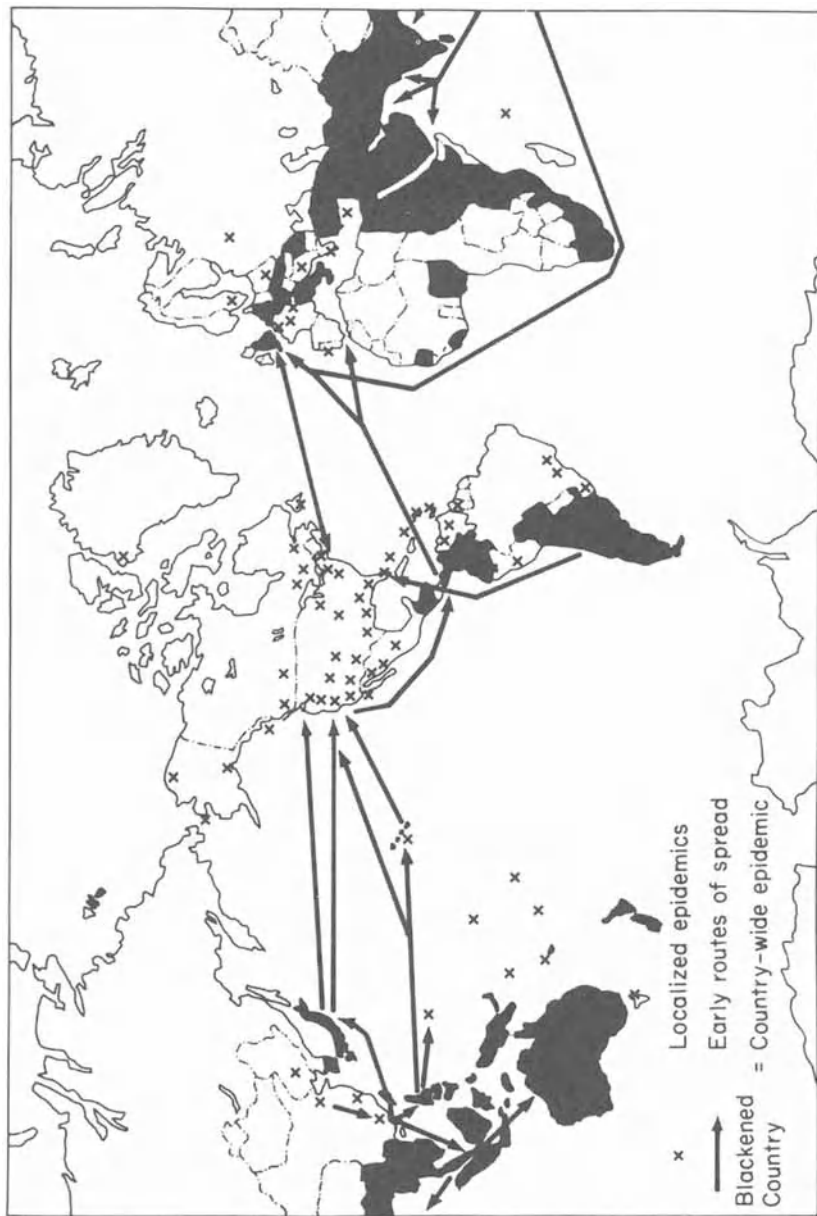 x Localized epidemics
Early routes of spread
Blackened Country = Country-wide epidemic